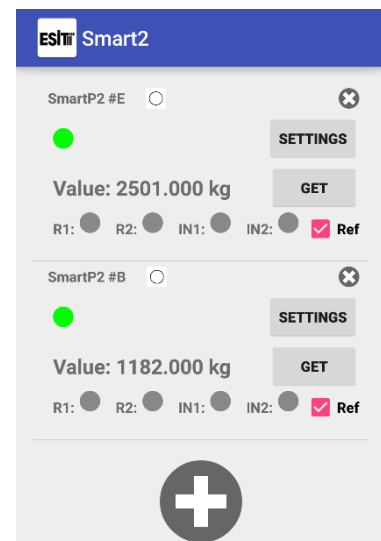 ESIT Smart2
SmartP2 #E
SETTINGS
Value: 2501.000 kg
GET
R1: R2: IN1: IN2: Ref
SmartP2 #B
SETTINGS
Value: 1182.000 kg
GET
R1: R2: IN1: IN2: Ref